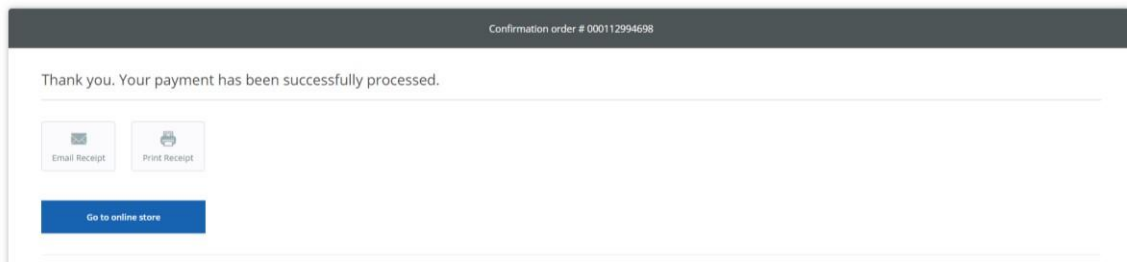 Confirmation order # 000112994698
Thank you. Your payment has been successfully processed.
Email Receipt Print Receipt
Go to online store